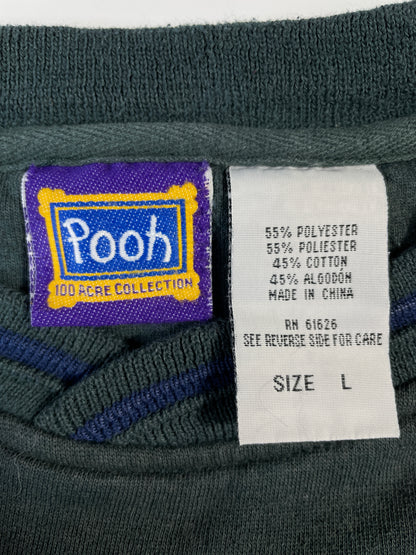 Pooh
100 ACRE COLLECTION
55% POLYESTER
55% POLIESTER
45% COTTON
45% ALGODÓN
MADE IN CHINA
RN 61626
SEE REVERSE SIDE FOR CARE
SIZE L